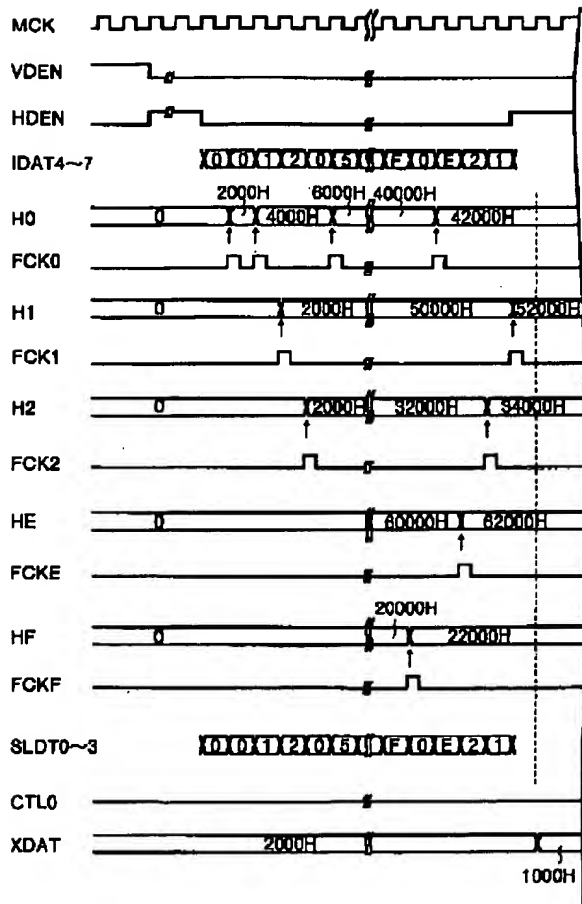 MCK
VDEN
HDEN
IDAT4~7 0 0 1 2 0 5 F 0 E 2 1
2000H 6000H 40000H
H0 0 4000H 42000H
FCK0
H1 0 2000H 50000H 52000H
FCK1
H2 0 2000H 32000H 34000H
FCK2
HE 0 60000H 62000H
FCKE
20000H
HF 0 22000H
FCKF
SLDT0~3 0 0 1 2 0 5 F 0 E 2 1
CTL0
XDAT 2000H
1000H